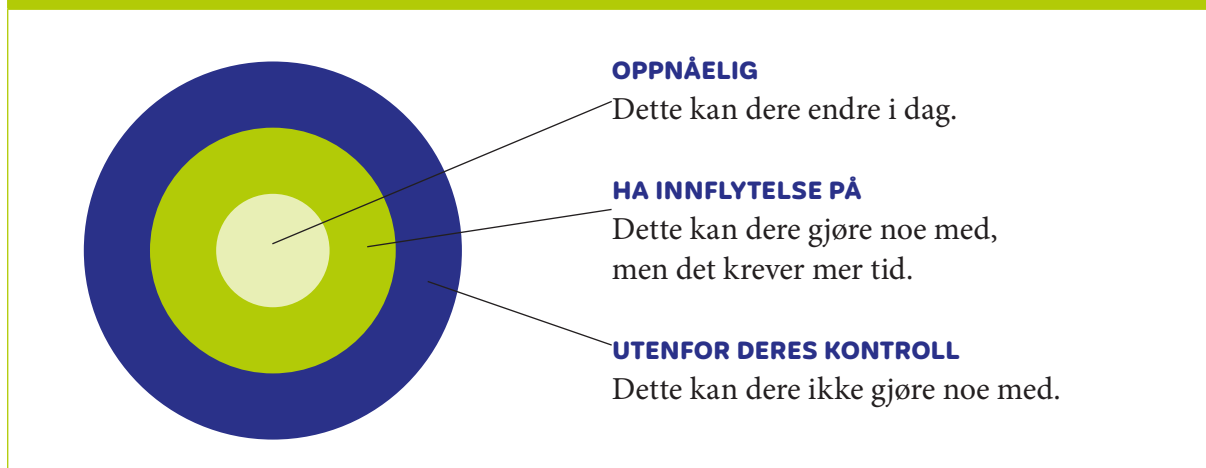 OPPNÅELIG
Dette kan dere endre i dag.
HA INNFLYTELSE PÅ
Dette kan dere gjøre noe med,
men det krever mer tid.
UTENFOR DERES KONTROLL
Dette kan dere ikke gjøre noe med.